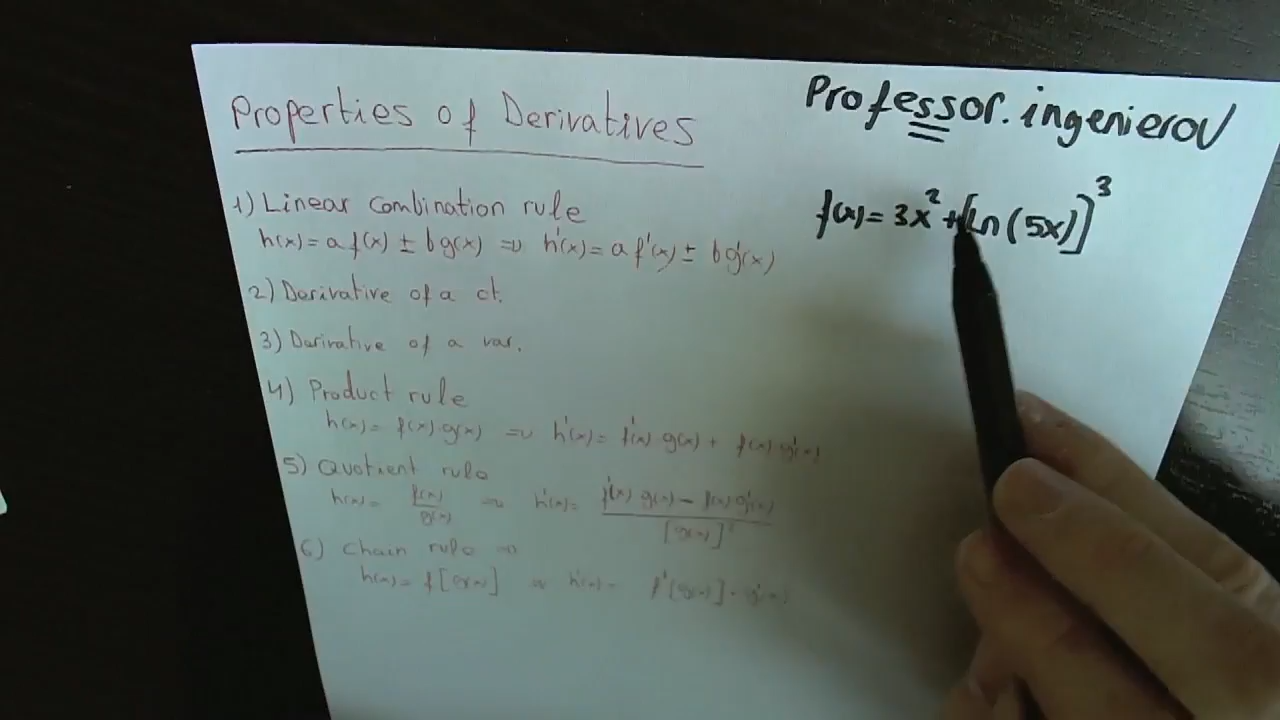 Properties of Derivatives
1) Linear combination rule
h(x) = a f(x) ± b g(x) ⇒ h'(x) = a f'(x) ± b g'(x)
2) Derivative of a ct.
3) Derivative of a var.
4) Product rule
h(x) = f(x) g(x) ⇒ h'(x) = f'(x) g(x) + f(x) g'(x)
5) Quotient rule
h(x) = f(x)/g(x) ⇒ h'(x) = f'(x) g(x) - f(x) g'(x) / [g(x)]²
6) Chain rule ⇒
h(x) = f[g(x)] ⇒ h'(x) = f'[g(x)] · g'(x)
Professor.ingenieroV
f(x) = 3x² + [ln(5x)]³